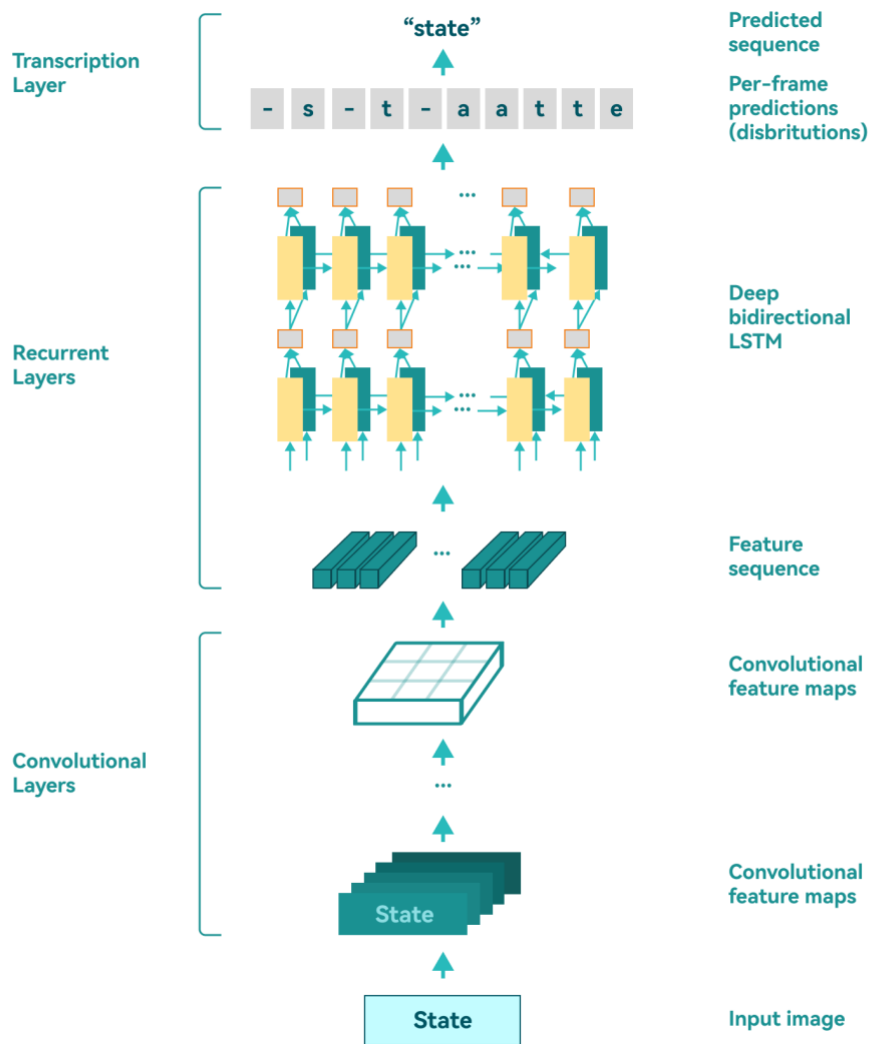 “state”
Predicted
sequence
Transcription
Layer
- s - t - a a t t e
Per-frame
predictions
(disbritutions)
...
... 
...
Deep
bidirectional
LSTM
Recurrent
Layers
...
...
...
Feature
sequence
Convolutional
feature maps
Convolutional
Layers
...
Convolutional
feature maps
State
State
Input image